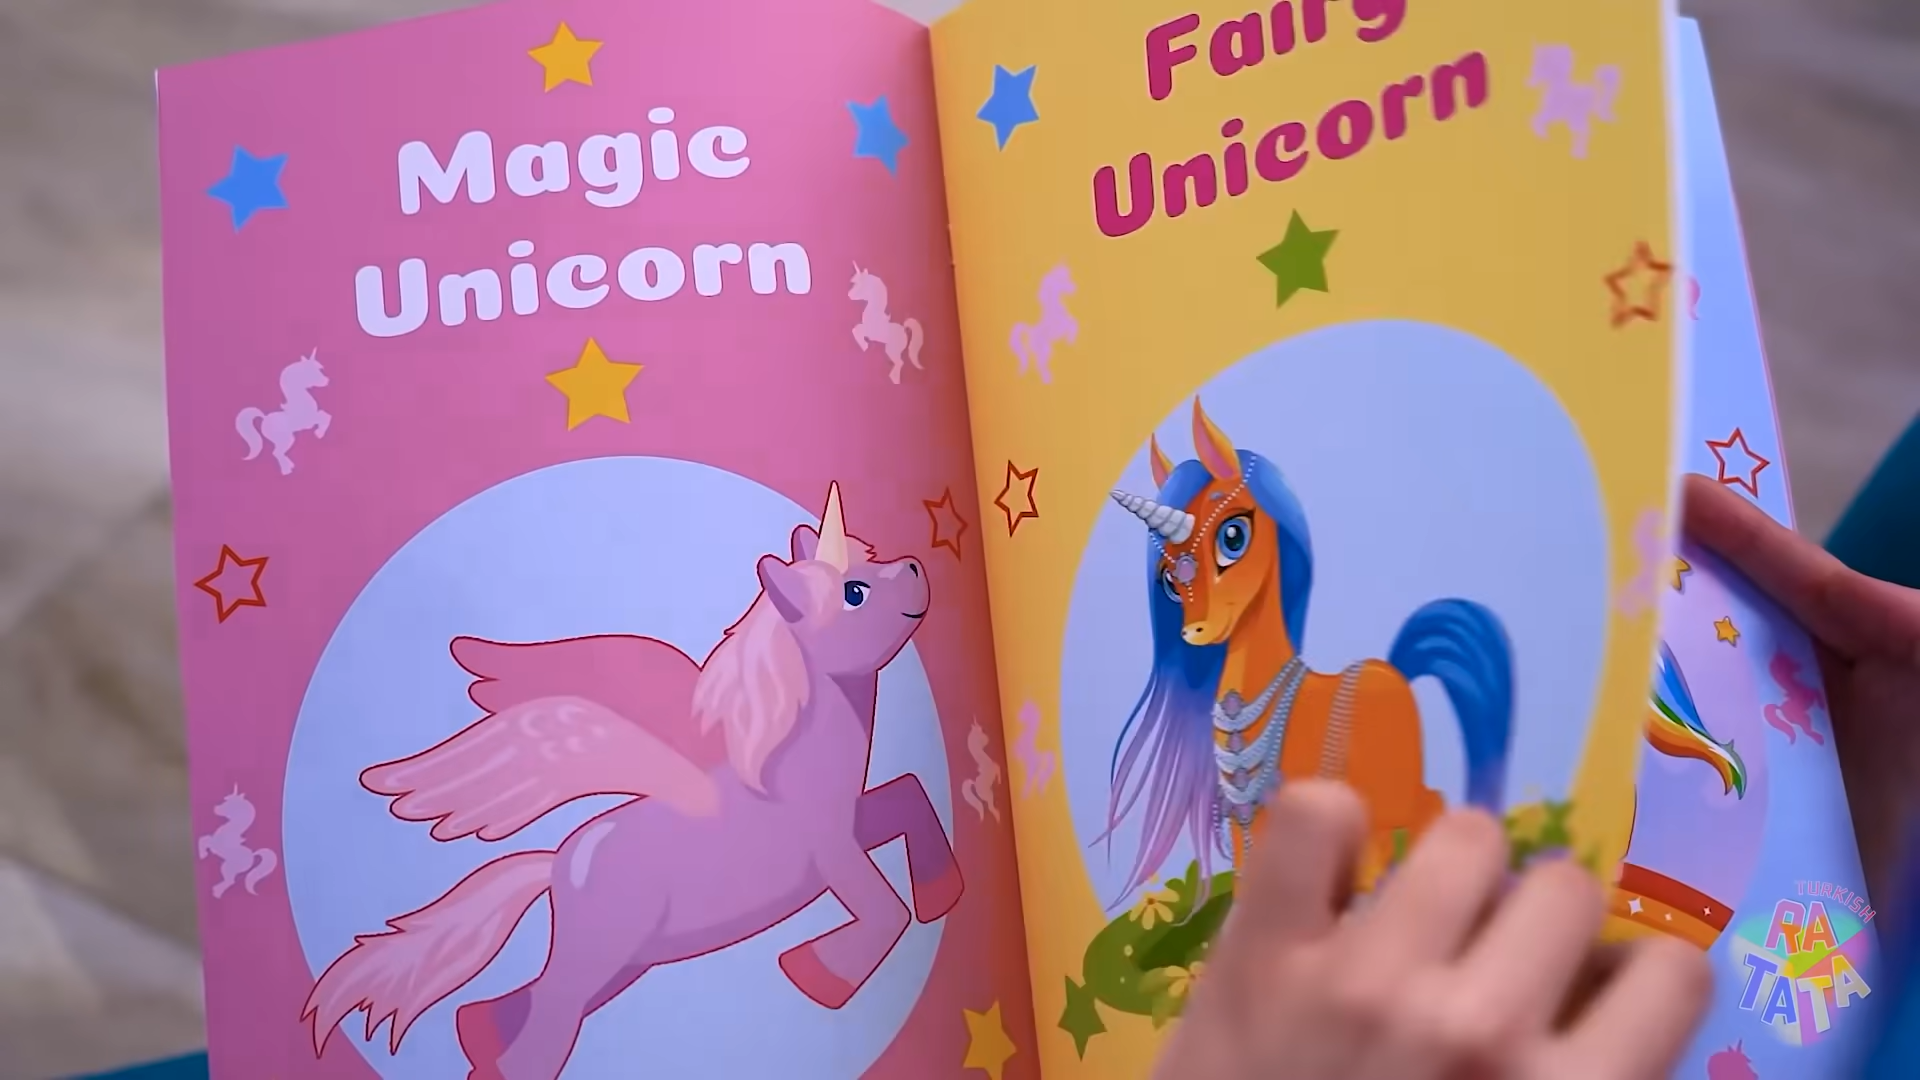 Magic
Unicorn
Fairy
Unicorn
TURKISH
RA
TA TA